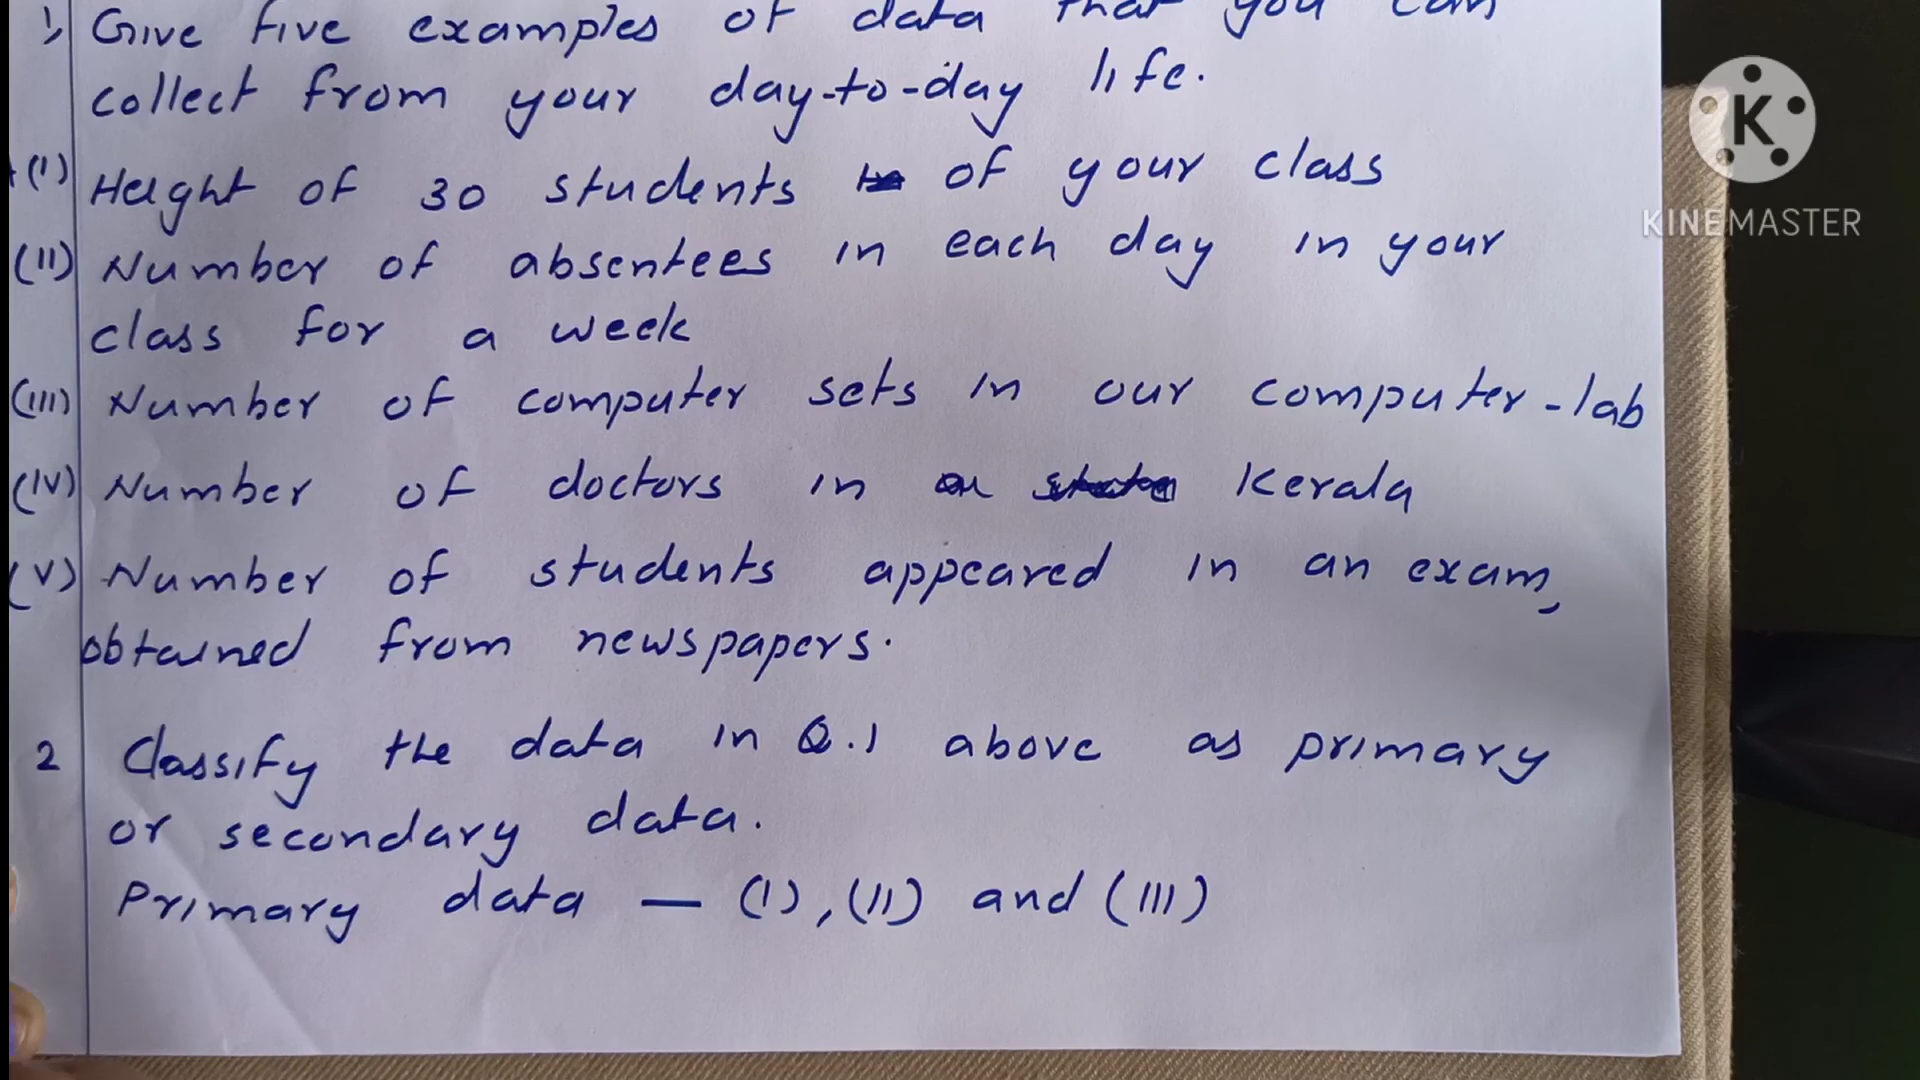 1, Give five examples of data that you can
collect from your day-to-day life.
(I) Height of 30 students of your class
(II) Number of absentees in each day in your
class for a week
(III) Number of computer sets in our computer-lab
(IV) Number of doctors in Kerala
(V) Number of students appeared in an exam,
obtained from newspapers.
2 Classify the data in Q.1 above as primary
or secondary data.
Primary data — (I), (II) and (III)
K
KINEMASTER